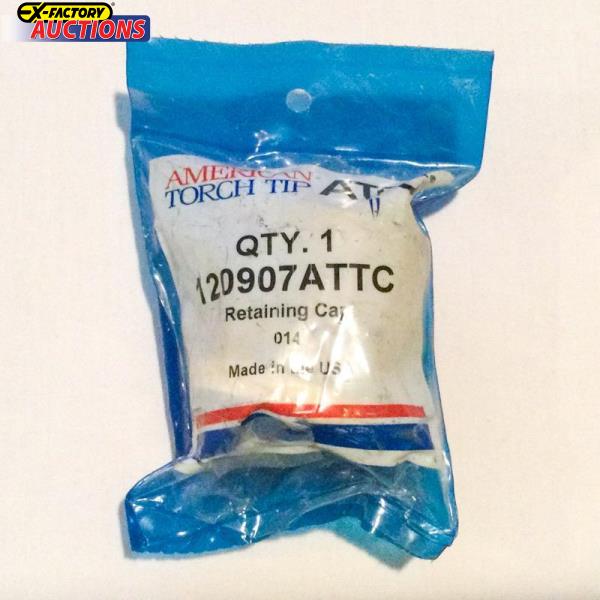 EX-FACTORY
AUCTIONS
AMERICAN
TORCH TIP
QTY. 1
120907ATTC
Retaining Cap
014
Made in the US